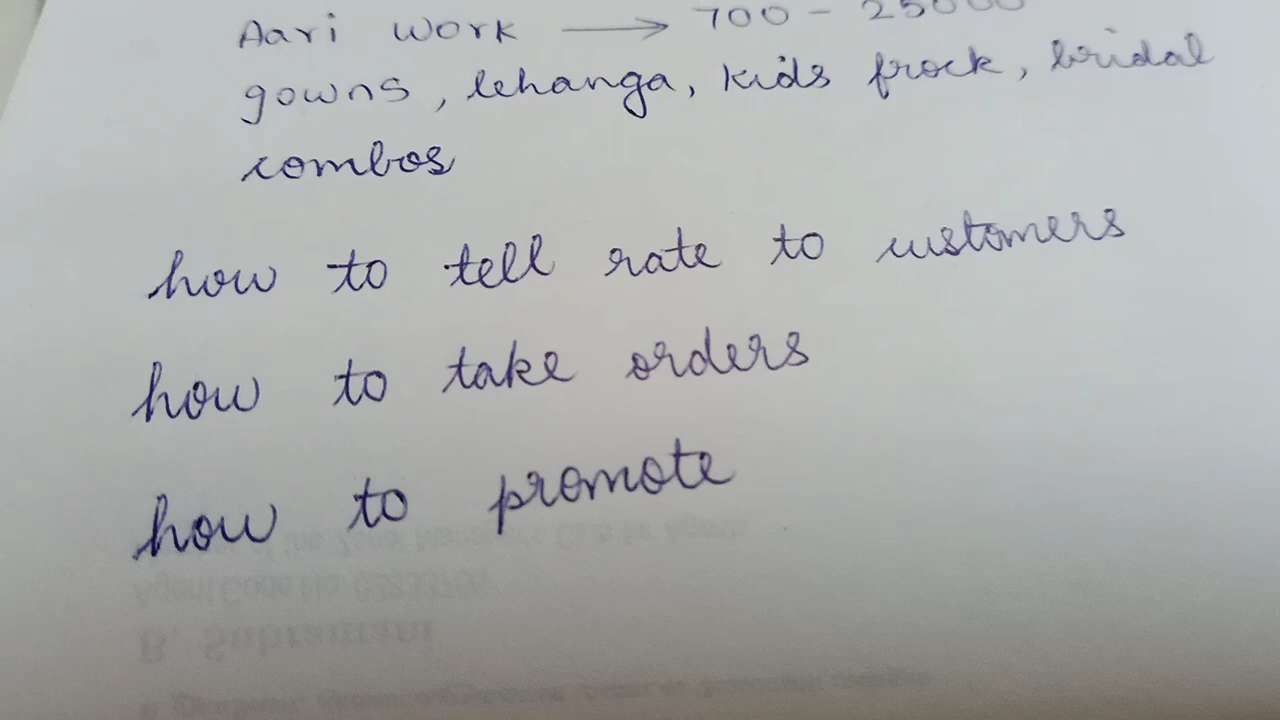 Aari work → 700 - 25000
gowns, lehanga, kids frock, bridal
combos
how to tell rate to customers
how to take orders
how to promote